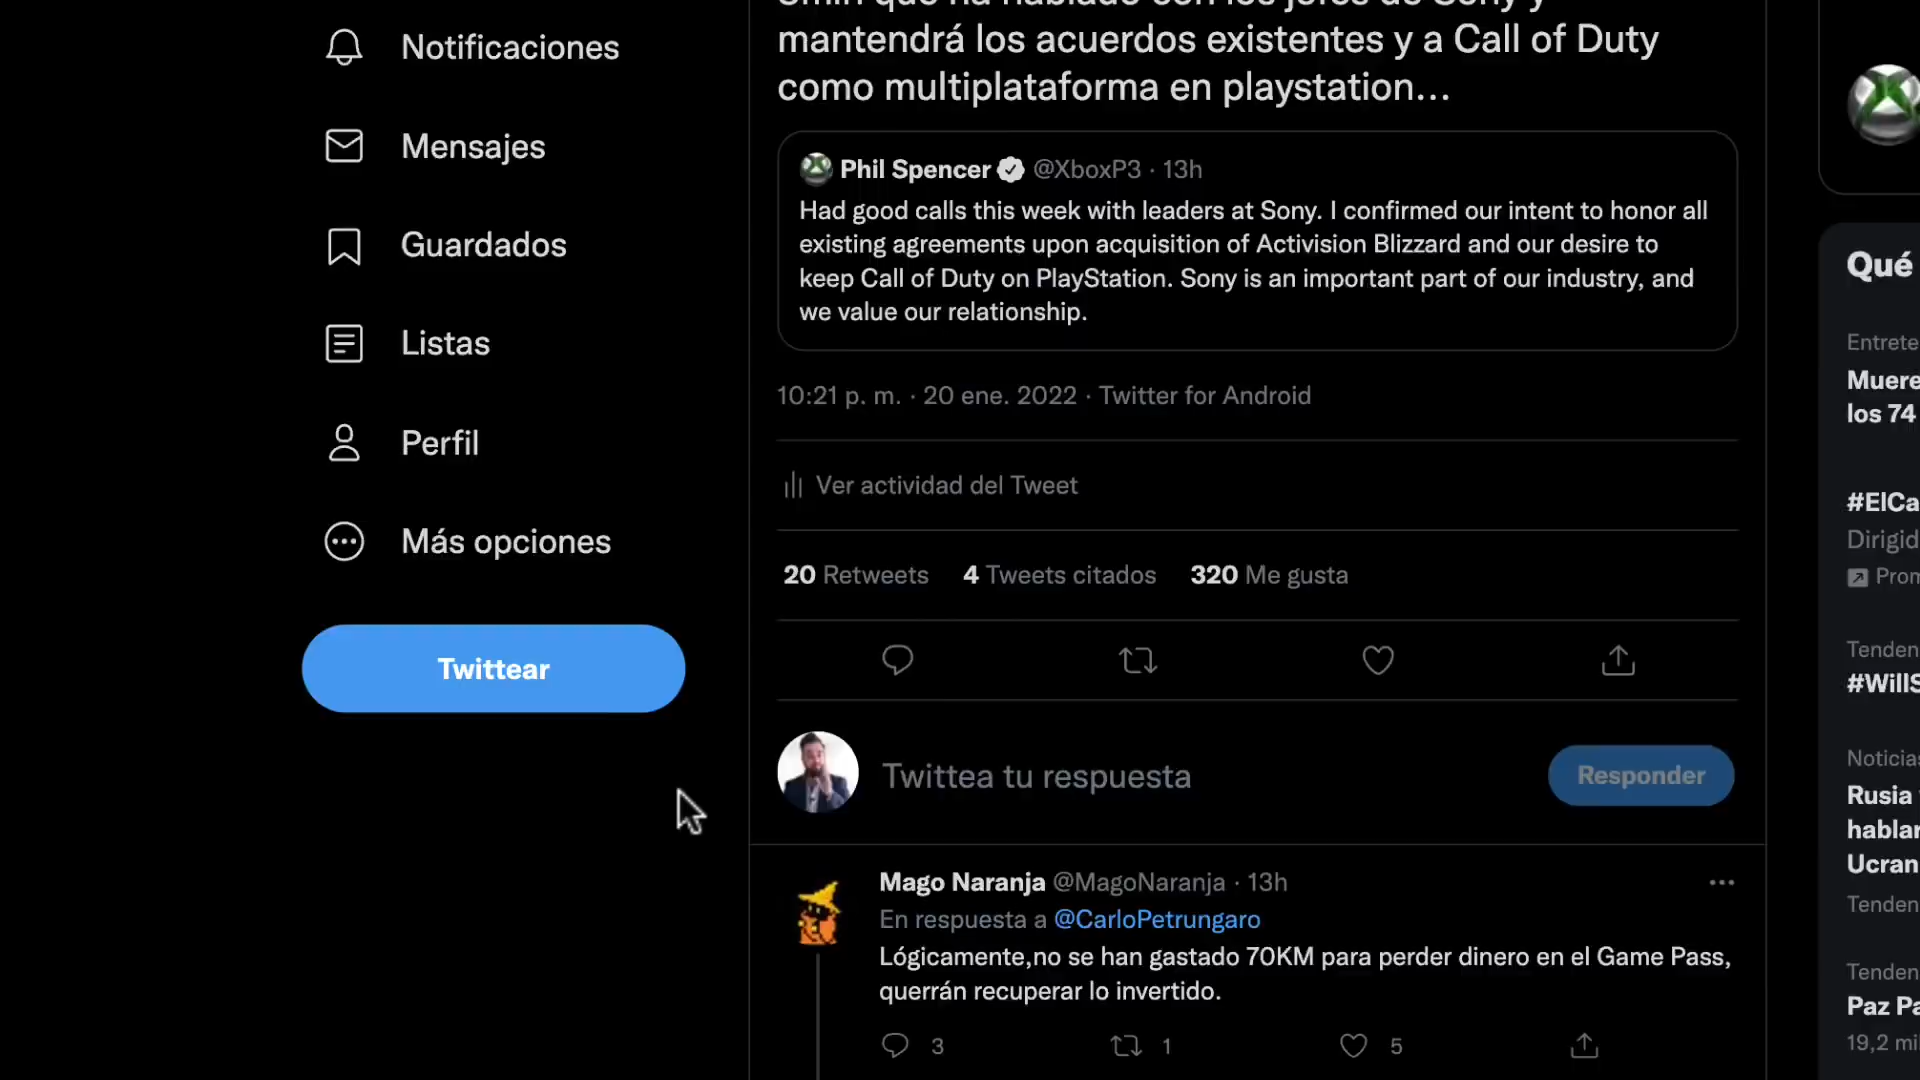 Notificaciones
Mensajes
Guardados
Listas
Perfil
Más opciones
Twittear
mantendrá los acuerdos existentes y a Call of Duty
como multiplataforma en playstation...
Phil Spencer @XboxP3 · 13h
Had good calls this week with leaders at Sony. I confirmed our intent to honor all
existing agreements upon acquisition of Activision Blizzard and our desire to
keep Call of Duty on PlayStation. Sony is an important part of our industry, and
we value our relationship.
10:21 p. m. · 20 ene. 2022 · Twitter for Android
Ver actividad del Tweet
20 Retweets 4 Tweets citados 320 Me gusta
Twittea tu respuesta
Responder
Mago Naranja @MagoNaranja · 13h
En respuesta a @CarloPetrungaro
Lógicamente,no se han gastado 70KM para perder dinero en el Game Pass,
querrán recuperar lo invertido.
3 1 5
Qué
Entrete
Muere
los 74
#ElCa
Dirigid
Prom
Tenden
#WillS
Noticias
Rusia
hablar
Ucran
Tenden
Tenden
Paz Pa
19,2 mi